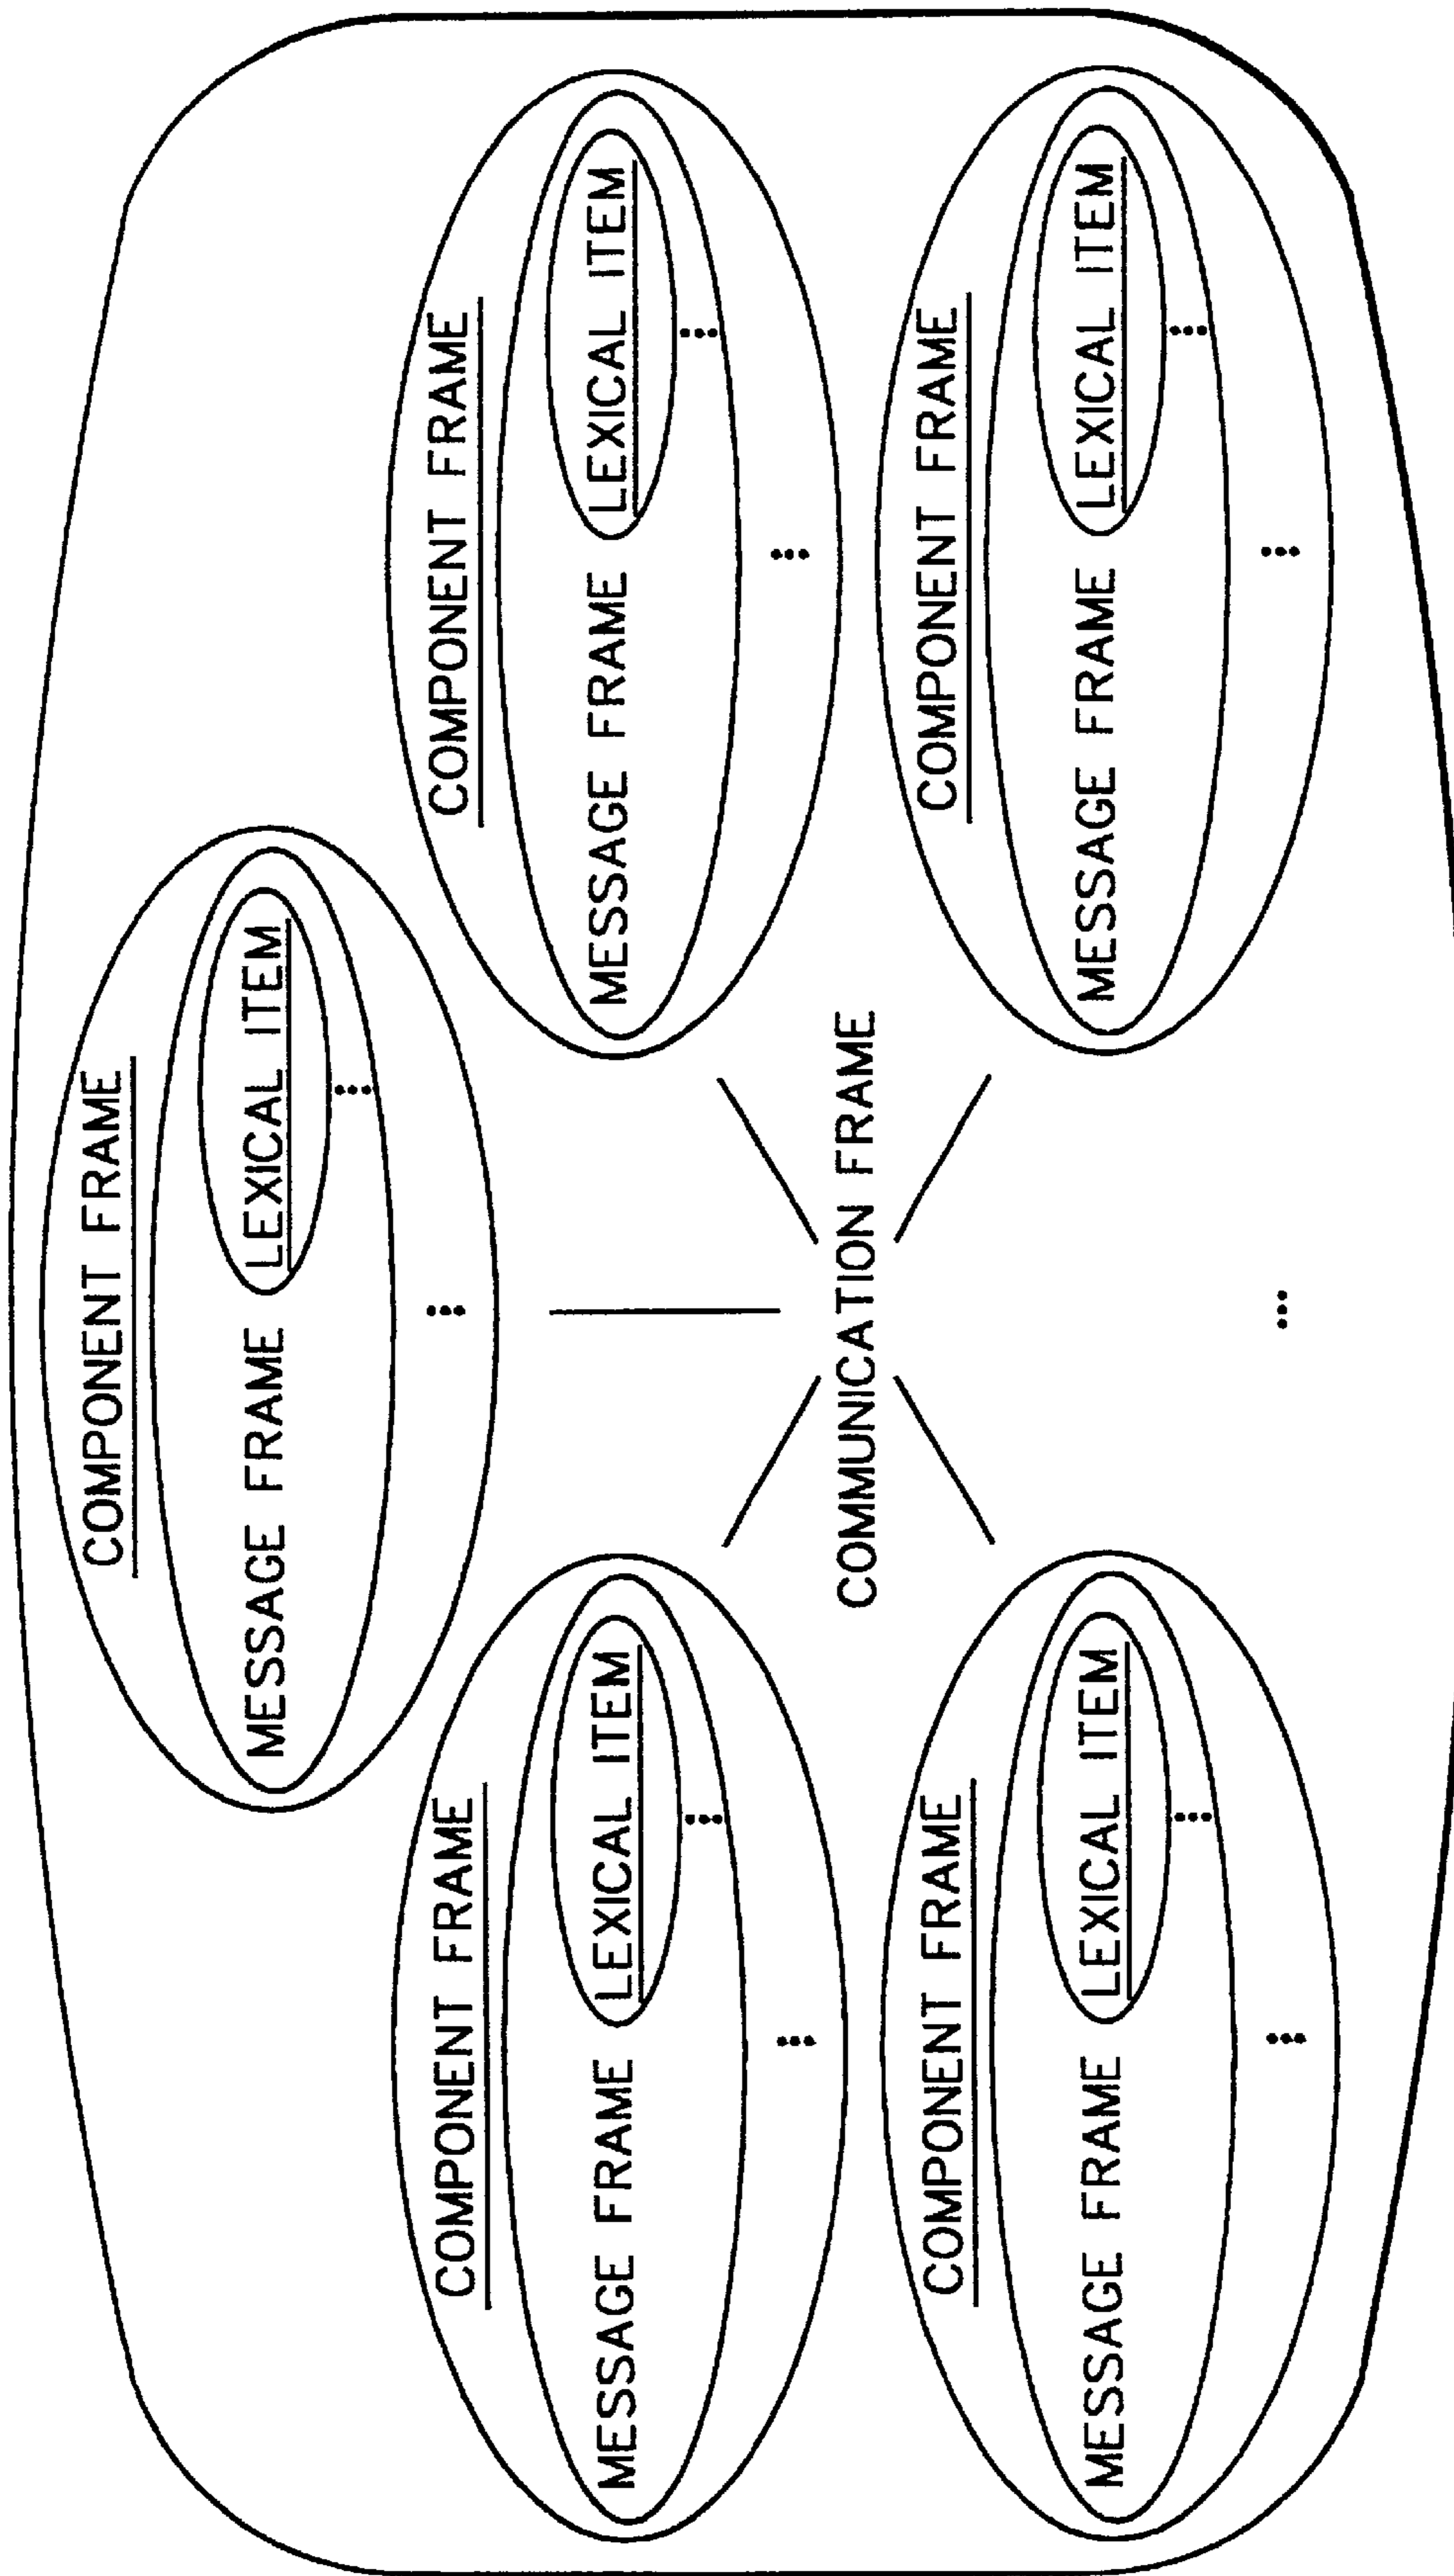 COMPONENT FRAME
MESSAGE FRAME LEXICAL ITEM
...
...
COMPONENT FRAME
MESSAGE FRAME LEXICAL ITEM
...
...
COMPONENT FRAME
MESSAGE FRAME LEXICAL ITEM
...
...
COMMUNICATION FRAME
COMPONENT FRAME
MESSAGE FRAME LEXICAL ITEM
...
...
COMPONENT FRAME
MESSAGE FRAME LEXICAL ITEM
...
...
...